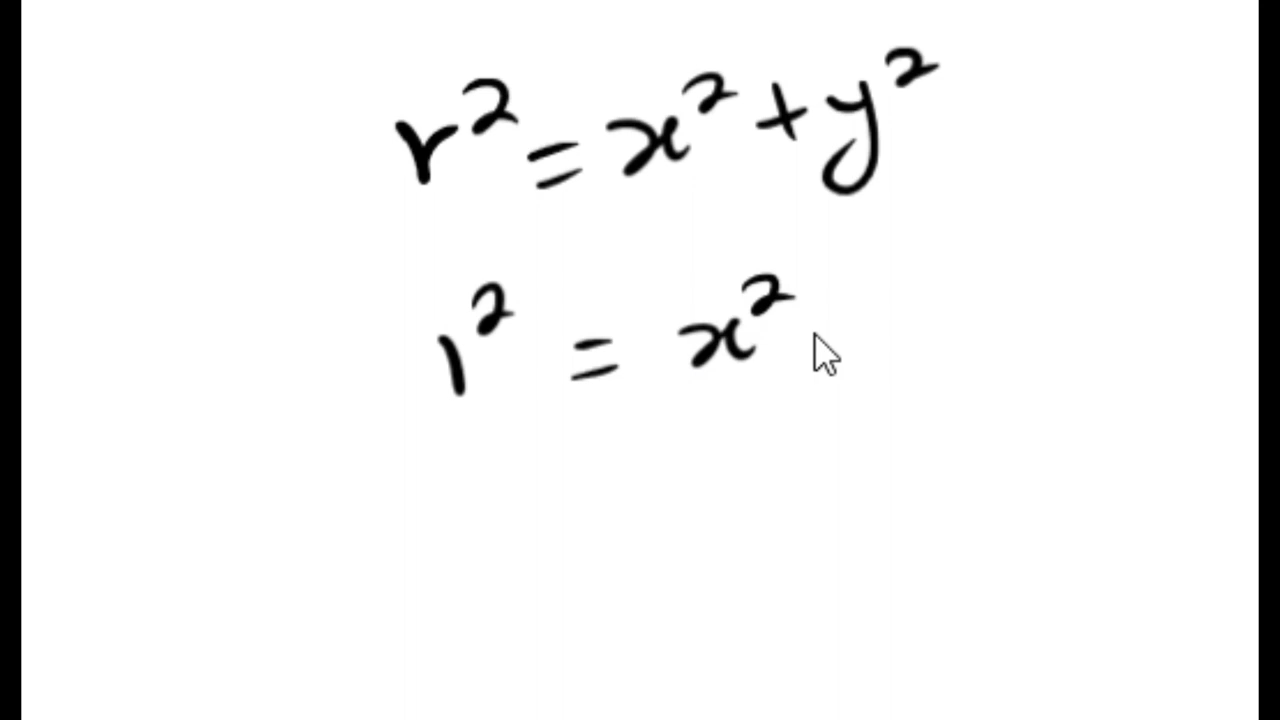 r² = x² + y²
1² = x²